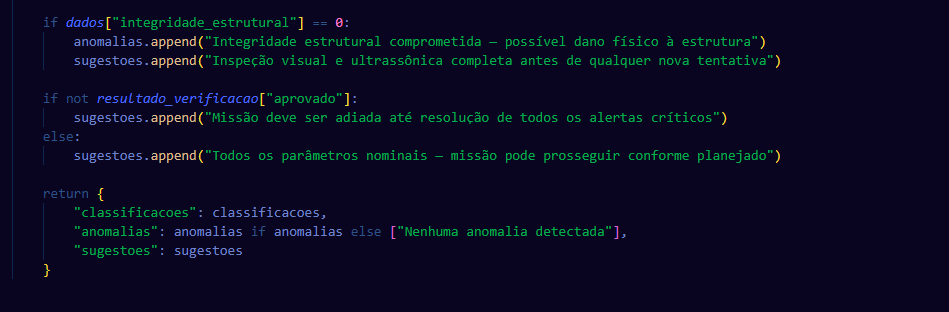 if dados["integridade_estrutural"] == 0:
anomalias.append("Integridade estrutural comprometida — possível dano físico à estrutura")
sugestoes.append("Inspeção visual e ultrassônica completa antes de qualquer nova tentativa")
if not resultado_verificacao["aprovado"]:
sugestoes.append("Missão deve ser adiada até resolução de todos os alertas críticos")
else:
sugestoes.append("Todos os parâmetros nominais — missão pode prosseguir conforme planejado")
return {
"classificacoes": classificacoes,
"anomalias": anomalias if anomalias else ["Nenhuma anomalia detectada"],
"sugestoes": sugestoes
}